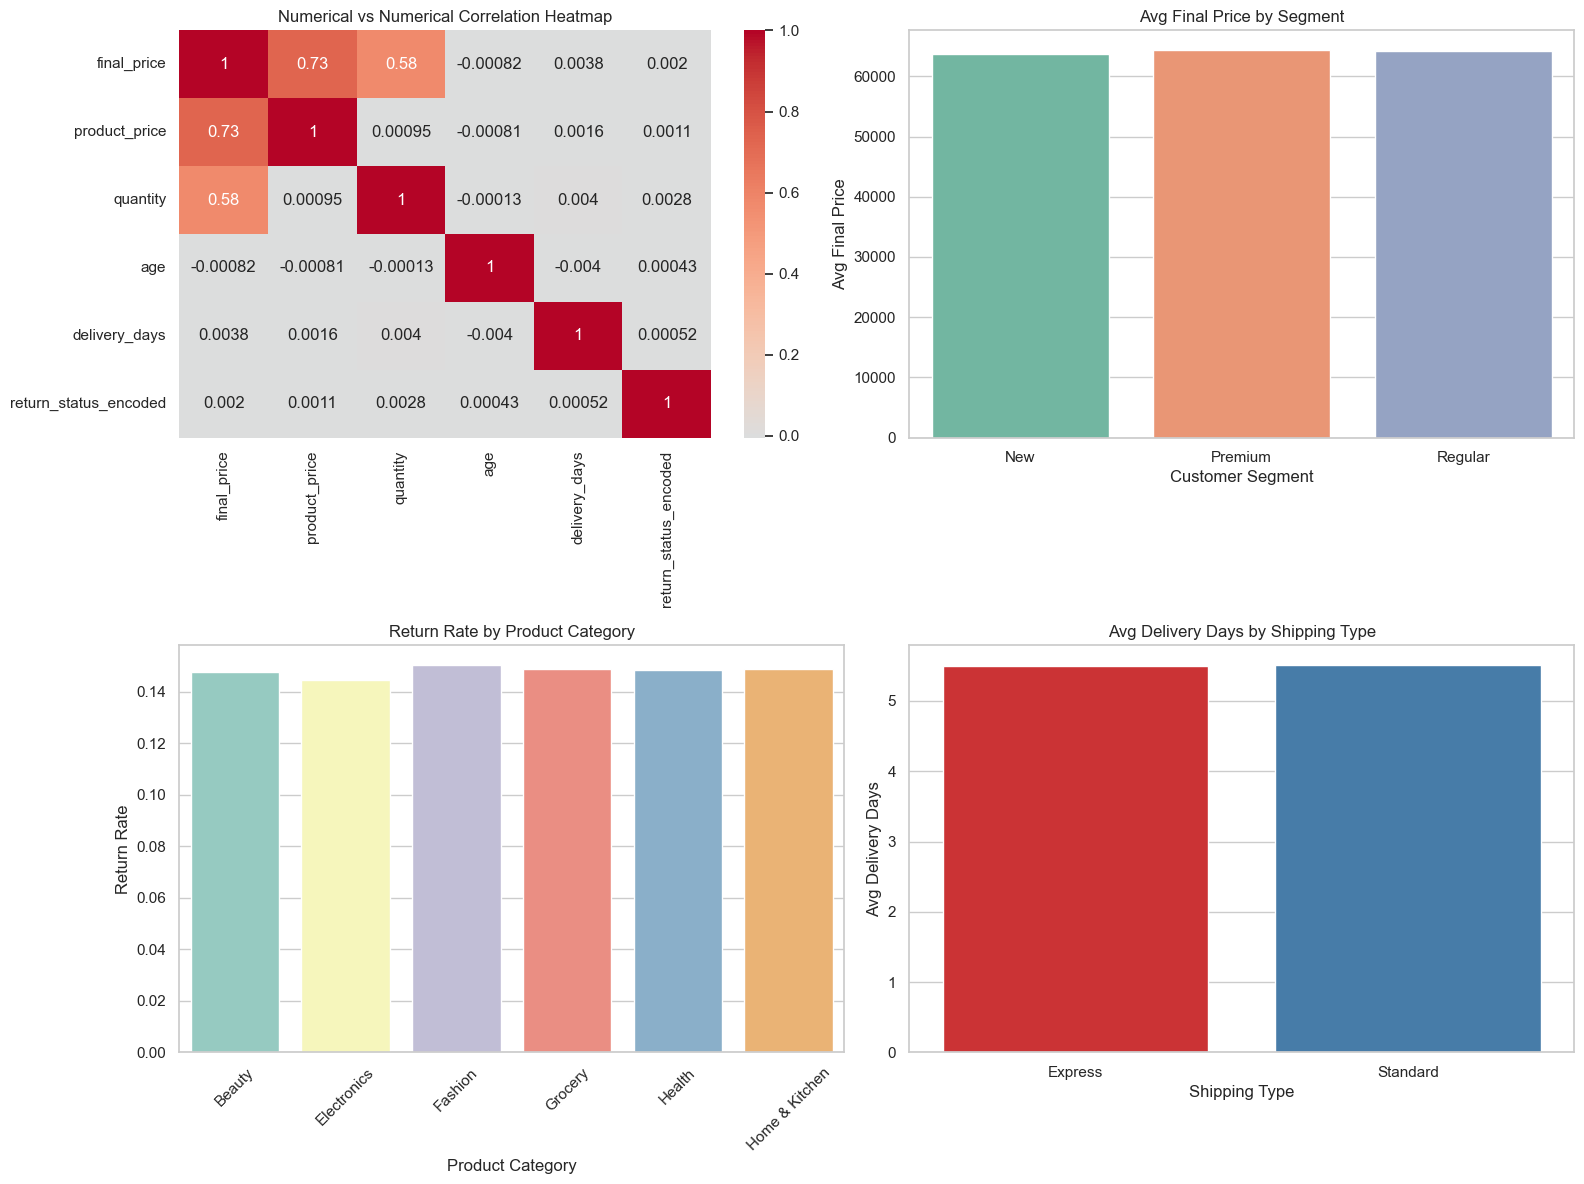 Numerical vs Numerical Correlation Heatmap
final_price
product_price
quantity
age
delivery_days
return_status_encoded
1 0.73 0.58 -0.00082 0.0038 0.002
0.73 1 0.00095 -0.00081 0.0016 0.0011
0.58 0.00095 1 -0.00013 0.004 0.0028
-0.00082 -0.00081 -0.00013 1 -0.004 0.00043
0.0038 0.0016 0.004 -0.004 1 0.00052
0.002 0.0011 0.0028 0.00043 0.00052 1
final_price
product_price
quantity
age
delivery_days
return_status_encoded
1.0
0.8
0.6
0.4
0.2
0.0
Avg Final Price by Segment
Avg Final Price
60000
50000
40000
30000
20000
10000
0
New Premium Regular
Customer Segment
Return Rate by Product Category
Return Rate
0.14
0.12
0.10
0.08
0.06
0.04
0.02
0.00
Beauty
Electronics
Fashion
Grocery
Health
Home & Kitchen
Product Category
Avg Delivery Days by Shipping Type
Avg Delivery Days
5
4
3
2
1
0
Express Standard
Shipping Type